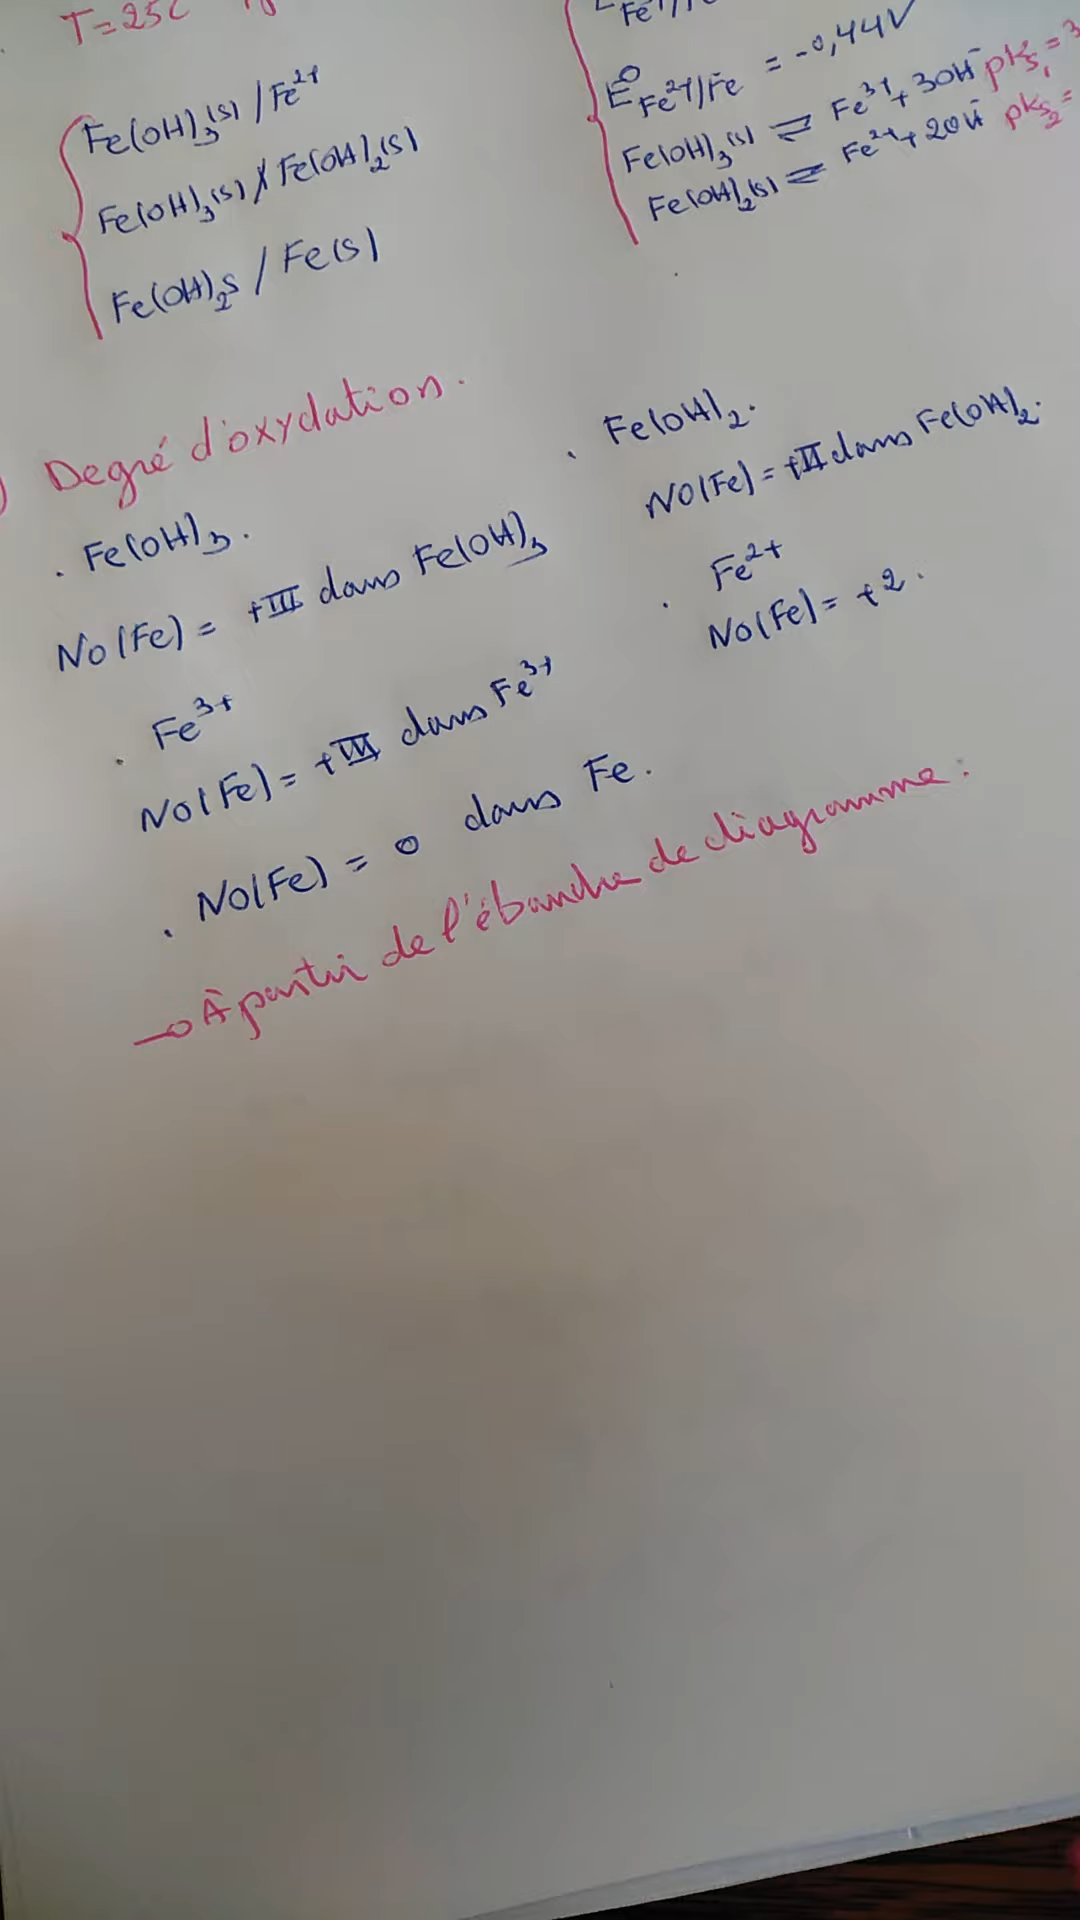 T=25C
Fe(OH)₃(s) / Fe²⁺
Fe(OH)₃(s) / Fe(OH)₂(s)
Fe(OH)₂s / Fe(s)
E°Fe²⁺/Fe = -0,44V
Fe(OH)₃(s) ⇌ Fe³⁺ + 3OH⁻ pKs₁ = 3
Fe(OH)₂(s) ⇌ Fe²⁺ + 2OH⁻ pKs₂ =
) Degré d'oxydation.
. Fe(OH)₃.
No(Fe) = +III dans Fe(OH)₃
. Fe³⁺
No(Fe) = +III dans Fe³⁺
. No(Fe) = 0 dans Fe.
. Fe(OH)₂.
No(Fe) = +II dans Fe(OH)₂.
. Fe²⁺
No(Fe) = +2.
→ À partir de l'ébauche de diagramme :